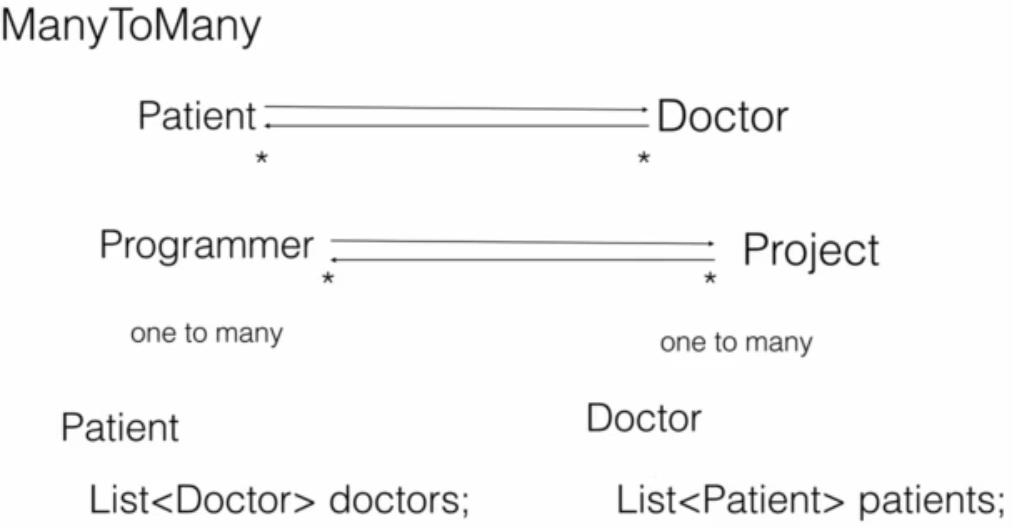 ManyToMany
Patient Doctor
* *
Programmer Project
* *
one to many one to many
Patient Doctor
List<Doctor> doctors; List<Patient> patients;